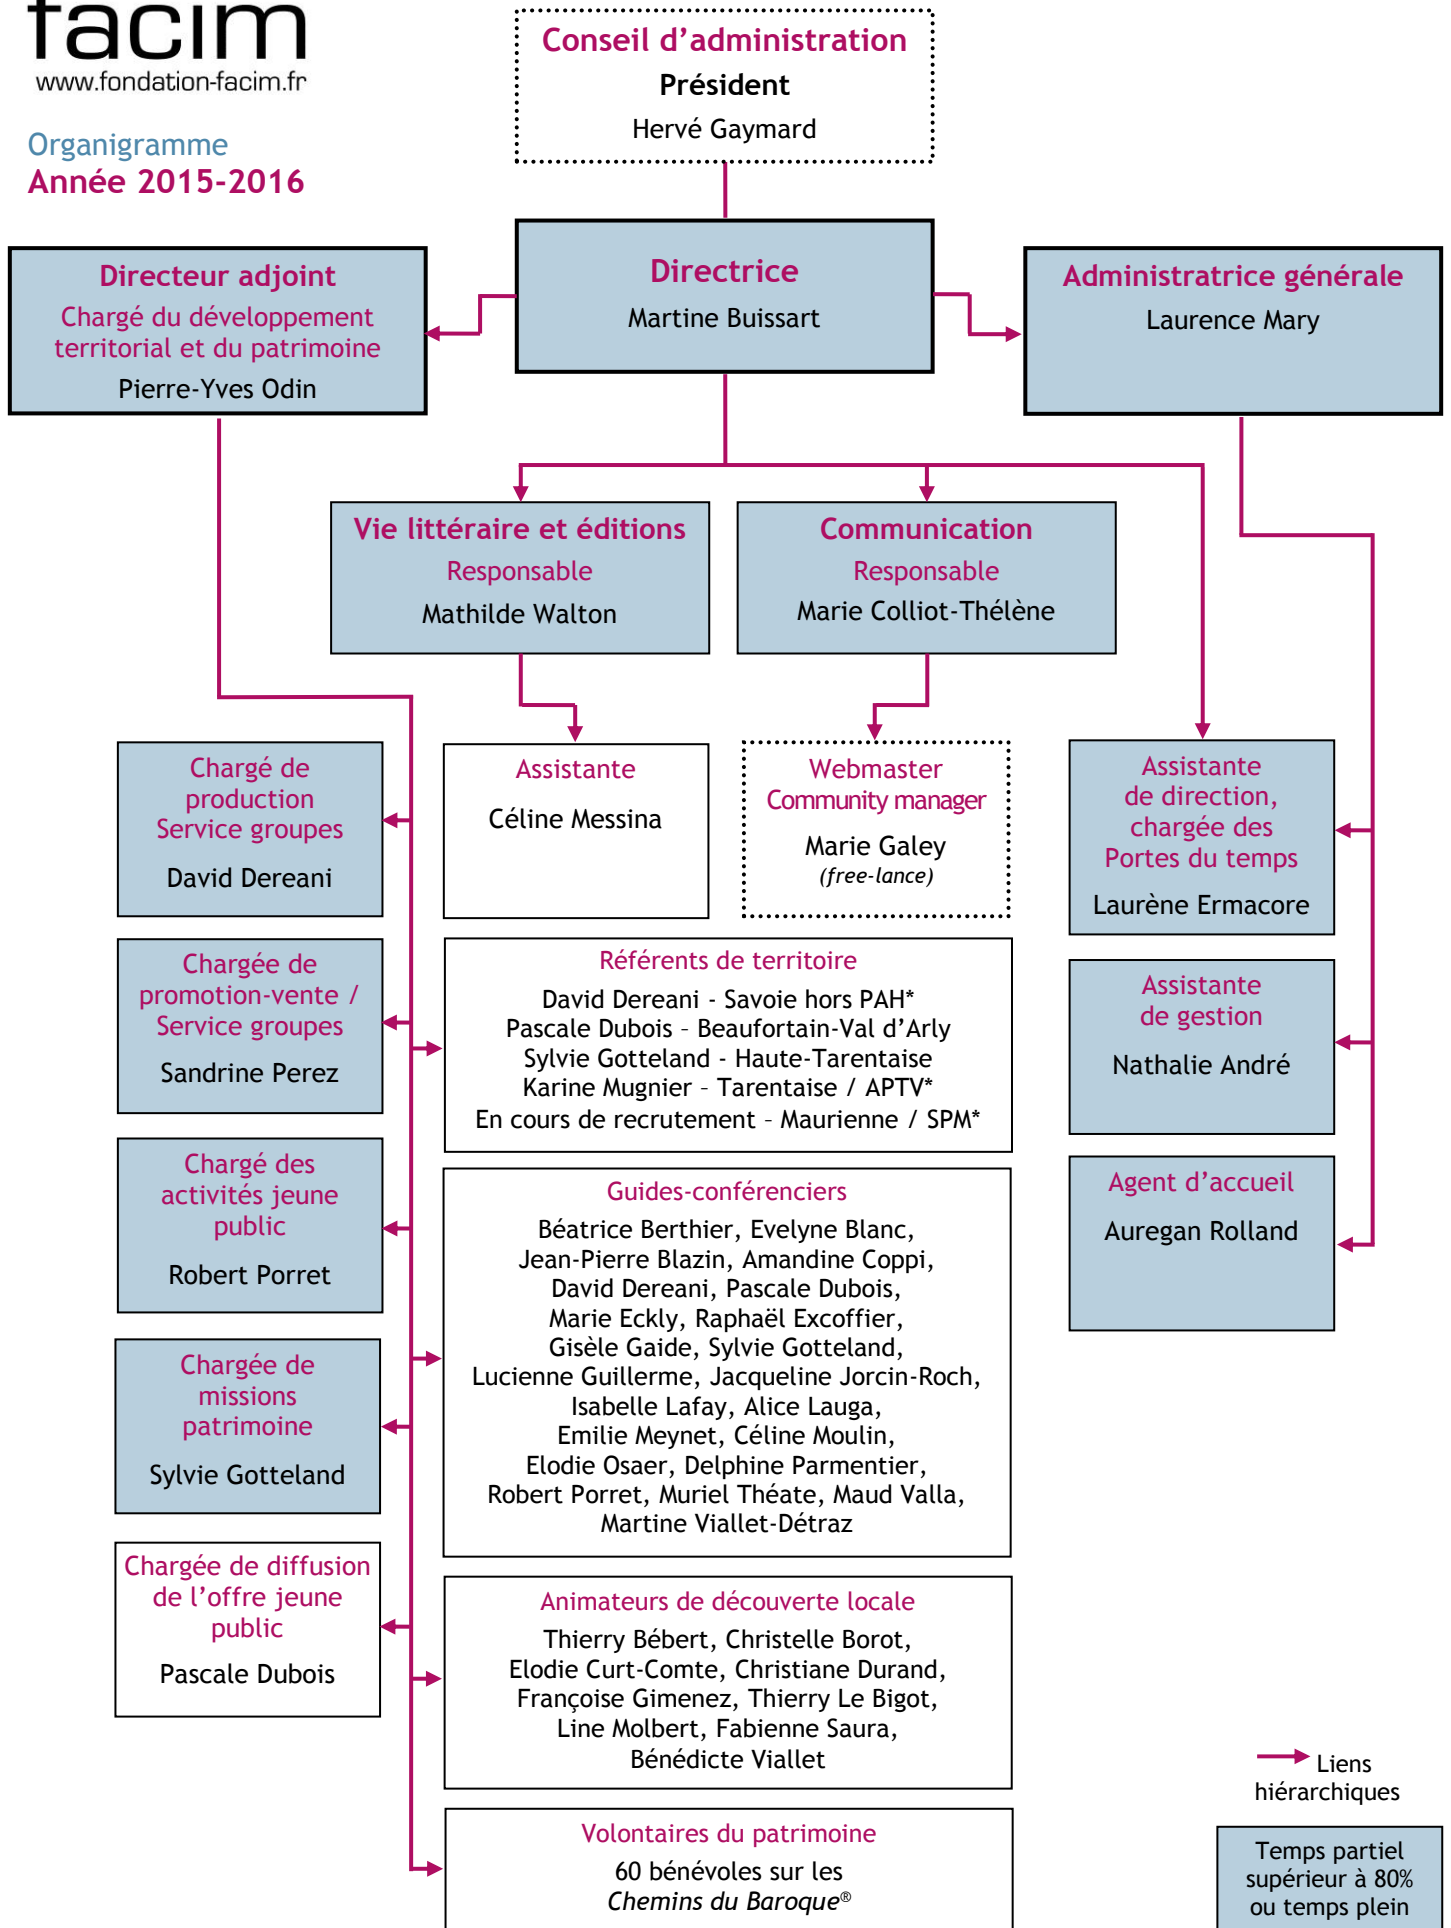 facim
www.fondation-facim.fr
Organigramme
Année 2015-2016
Conseil d’administration
Président
Hervé Gaymard
Directeur adjoint
Chargé du développement
territorial et du patrimoine
Pierre-Yves Odin
Directrice
Martine Buissart
Administratrice générale
Laurence Mary
Vie littéraire et éditions
Responsable
Mathilde Walton
Communication
Responsable
Marie Colliot-Thélène
Chargé de
production
Service groupes
David Dereani
Assistante
Céline Messina
Webmaster
Community manager
Marie Galey
(free-lance)
Assistante
de direction,
chargée des
Portes du temps
Laurène Ermacore
Chargée de
promotion-vente /
Service groupes
Sandrine Perez
Référents de territoire
David Dereani - Savoie hors PAH*
Pascale Dubois – Beaufortain-Val d’Arly
Sylvie Gotteland - Haute-Tarentaise
Karine Mugnier – Tarentaise / APTV*
En cours de recrutement – Maurienne / SPM*
Assistante
de gestion
Nathalie André
Chargé des
activités jeune
public
Robert Porret
Guides-conférenciers
Béatrice Berthier, Evelyne Blanc,
Jean-Pierre Blazin, Amandine Coppi,
David Dereani, Pascale Dubois,
Marie Eckly, Raphaël Excoffier,
Gisèle Gaide, Sylvie Gotteland,
Lucienne Guillerme, Jacqueline Jorcin-Roch,
Isabelle Lafay, Alice Lauga,
Emilie Meynet, Céline Moulin,
Elodie Osaer, Delphine Parmentier,
Robert Porret, Muriel Théate, Maud Valla,
Martine Viallet-Détraz
Agent d’accueil
Auregan Rolland
Chargée de
missions
patrimoine
Sylvie Gotteland
Chargée de diffusion
de l’offre jeune
public
Pascale Dubois
Animateurs de découverte locale
Thierry Bébert, Christelle Borot,
Elodie Curt-Comte, Christiane Durand,
Françoise Gimenez, Thierry Le Bigot,
Line Molbert, Fabienne Saura,
Bénédicte Viallet
Volontaires du patrimoine
60 bénévoles sur les
Chemins du Baroque®
Liens
hiérarchiques
Temps partiel
supérieur à 80%
ou temps plein